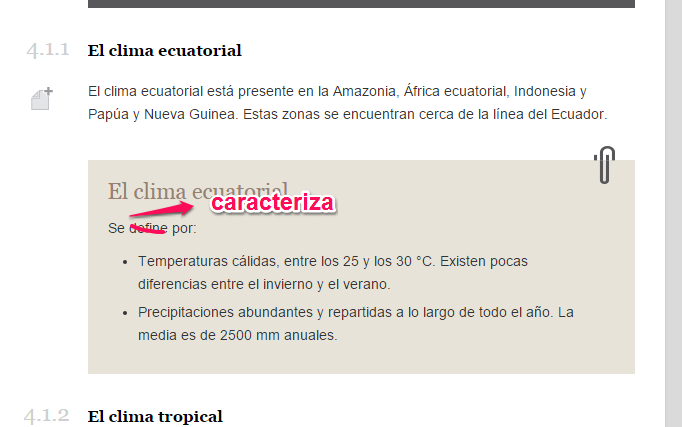 4.1.1 El clima ecuatorial
El clima ecuatorial está presente en la Amazonia, África ecuatorial, Indonesia y
Papúa y Nueva Guinea. Estas zonas se encuentran cerca de la línea del Ecuador.
El clima ecuatorial
caracteriza
Se define por:
• Temperaturas cálidas, entre los 25 y los 30 °C. Existen pocas
diferencias entre el invierno y el verano.
• Precipitaciones abundantes y repartidas a lo largo de todo el año. La
media es de 2500 mm anuales.
4.1.2 El clima tropical